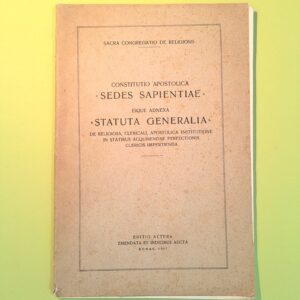 SACRA CONGREGATIO DE RELIGIOSIS
CONSTITUTIO APOSTOLICA
«SEDES SAPIENTIAE»
EIQUE ADNEXA
«STATUTA GENERALIA»
DE RELIGIOSA, CLERICALI, APOSTOLICA INSTITUTIONE
IN STATIBUS ACQUIRENDAE PERFECTIONIS
CLERICIS IMPERTIENDA
EDITIO ALTERA
EMENDATA ET INDICIBUS AUCTA
ROMAE, 1957